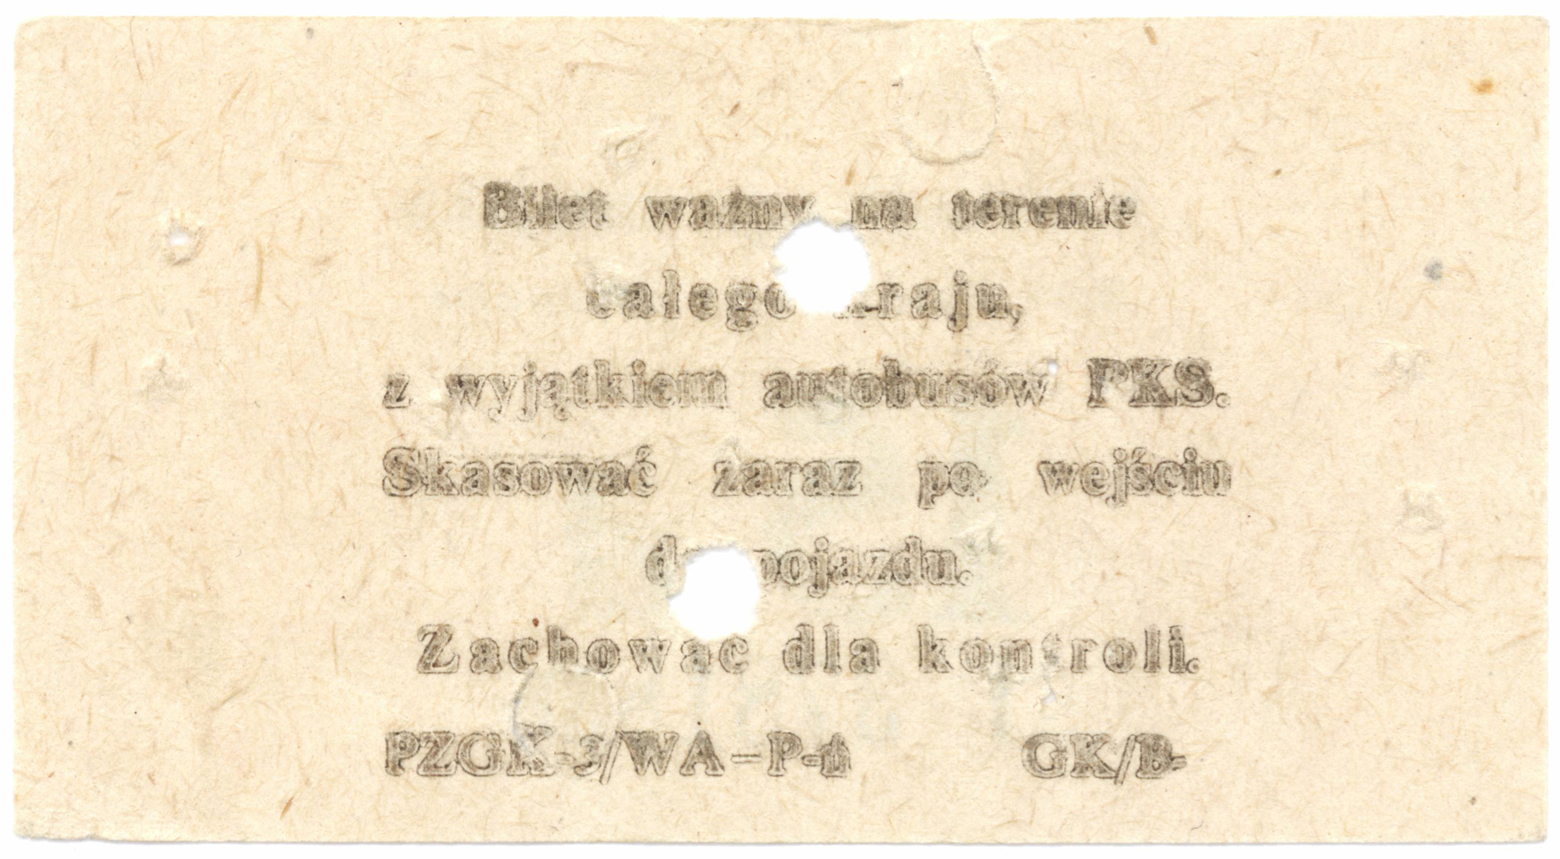 Bilet ważny na terenie
całego kraju,
z wyjątkiem autobusów PKS.
Skasować zaraz po wejściu
do pojazdu.
Zachować dla kontroli.
PZGK-3/WA–P-1 GK/B-